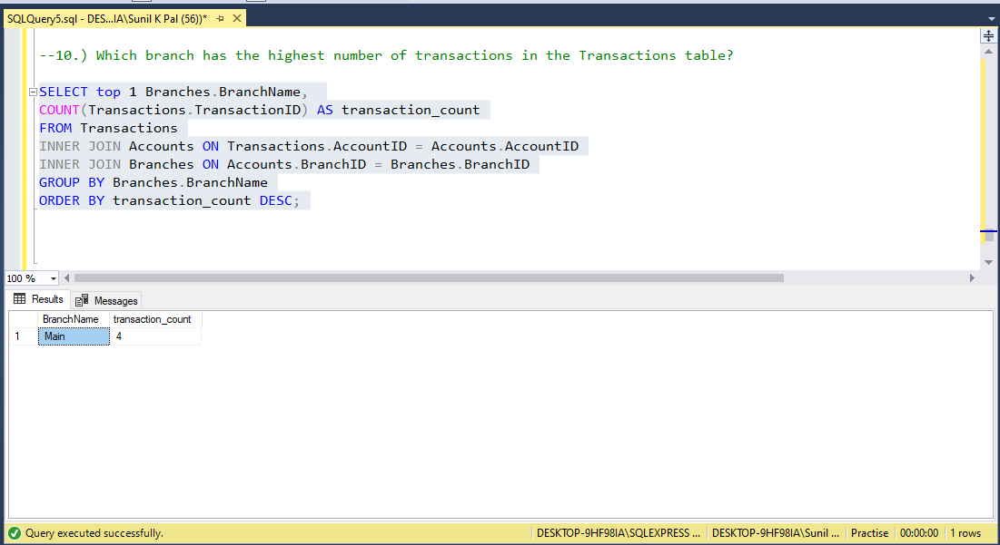 SQLQuery5.sql - DES...IA\Sunil K Pal (56))*
--10.) Which branch has the highest number of transactions in the Transactions table?
SELECT top 1 Branches.BranchName,
COUNT(Transactions.TransactionID) AS transaction_count
FROM Transactions
INNER JOIN Accounts ON Transactions.AccountID = Accounts.AccountID
INNER JOIN Branches ON Accounts.BranchID = Branches.BranchID
GROUP BY Branches.BranchName
ORDER BY transaction_count DESC;
100 %
Results Messages
BranchName transaction_count
1 Main 4
Query executed successfully. DESKTOP-9HF98IA\SQLEXPRESS ... DESKTOP-9HF98IA\Sunil ... Practise 00:00:00 1 rows